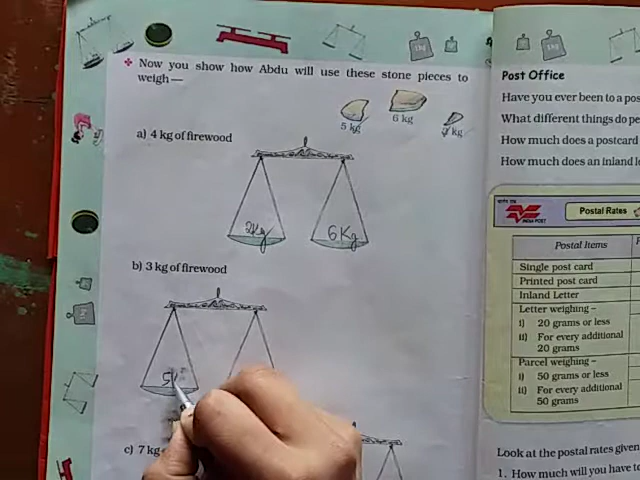 ❖ Now you show how Abdu will use these stone pieces to
weigh—
5 kg
6 kg
kg
a) 4 kg of firewood
2Kg
6Kg
b) 3 kg of firewood
c) 7 kg
1kg
Post Office
Have you ever been to a pos
What different things do pe
How much does a postcard
How much does an inland le
INDIA POST
Postal Rates
Postal Items
Single post card
Printed post card
Inland Letter
Letter weighing –
i) 20 grams or less
ii) For every additional
20 grams
Parcel weighing –
i) 50 grams or less
ii) For every additional
50 grams
Look at the postal rates given
1. How much will you have to